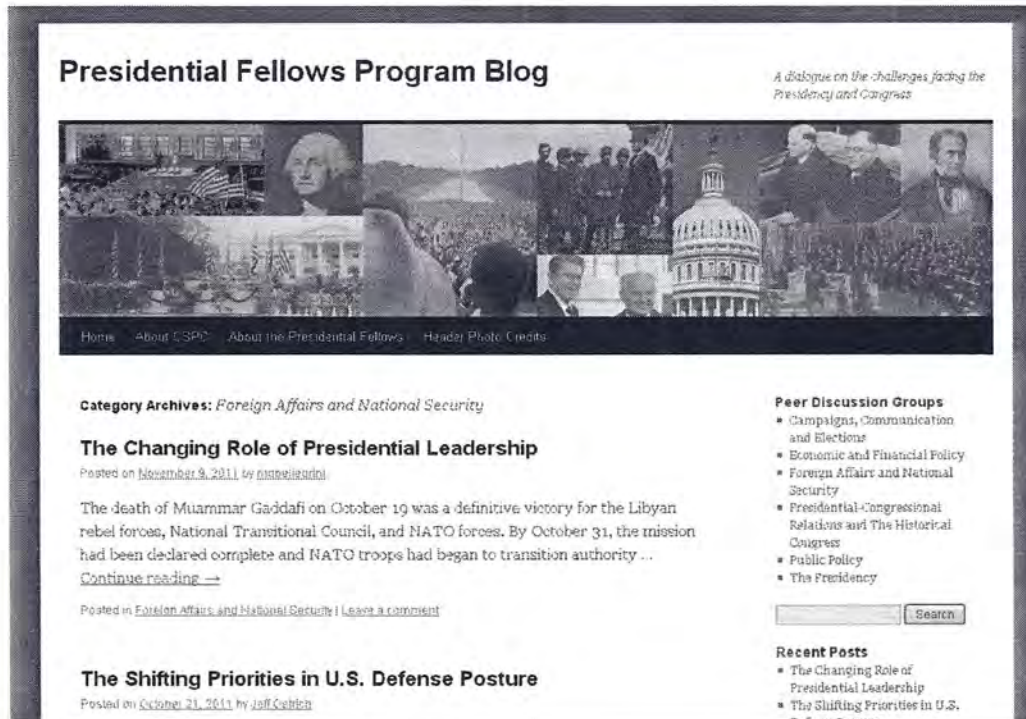 Presidential Fellows Program Blog
A dialogue on the challenges facing the
Presidency and Congress
Home About CSPC About the Presidential Fellows Header Photo Credits
Category Archives: Foreign Affairs and National Security
The Changing Role of Presidential Leadership
Posted on November 9, 2011 by
The death of Muammar Gaddafi on October 19 was a definitive victory for the Libyan
rebel forces, National Transitional Council, and NATO forces. By October 31, the mission
had been declared complete and NATO troops had began to transition authority ...
Continue reading →
Posted in Foreign Affairs and National Security | Leave a comment
The Shifting Priorities in U.S. Defense Posture
Posted on October 21, 2011 by Jeff
Peer Discussion Groups
▪ Campaigns, Communication
and Elections
▪ Economic and Financial Policy
▪ Foreign Affairs and National
Security
▪ Presidential-Congressional
Relations and The Historical
Congress
▪ Public Policy
▪ The Presidency
Search
Recent Posts
▪ The Changing Role of
Presidential Leadership
▪ The Shifting Priorities in U.S.